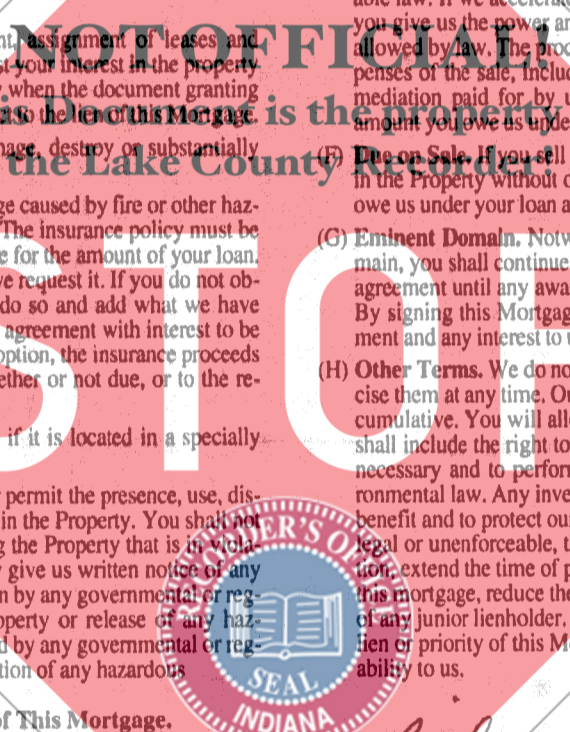 NOT OFFICIAL!
is Document is the property
the Lake County Recorder!
STOP
assignment of leases and
your interest in the property
when the document granting
to the lien of this Mortgage.
destroy or substantially
ge caused by fire or other haz-
The insurance policy must be
e for the amount of your loan.
ve request it. If you do not ob-
do so and add what we have
agreement with interest to be
option, the insurance proceeds
ether or not due, or to the re-
if it is located in a specially
permit the presence, use, dis-
in the Property. You shall not
g the Property that is in viola-
give us written notice of any
n by any governmental or reg-
operty or release of any haz-
d by any governmental or reg-
tion of any hazardous
of This Mortgage.
able law. If we accelerat
you give us the power an
allowed by law. The proc
penses of the sale, inclu
mediation paid for by u
amount you owe us unde
(F) Due on Sale. If you sell
in the Property without o
owe us under your loan a
(G) Eminent Domain. Notw
main, you shall continue
agreement until any awa
By signing this Mortgag
ment and any interest to
(H) Other Terms. We do no
cise them at any time. Ou
cumulative. You will allo
shall include the right to
necessary and to perfor
ronmental law. Any inve
benefit and to protect ou
legal or unenforceable, t
tion, extend the time of p
this mortgage, reduce the
of any junior lienholder.
lien or priority of this M
ability to us.
RECORDER'S OFFICE
SEAL
INDIANA